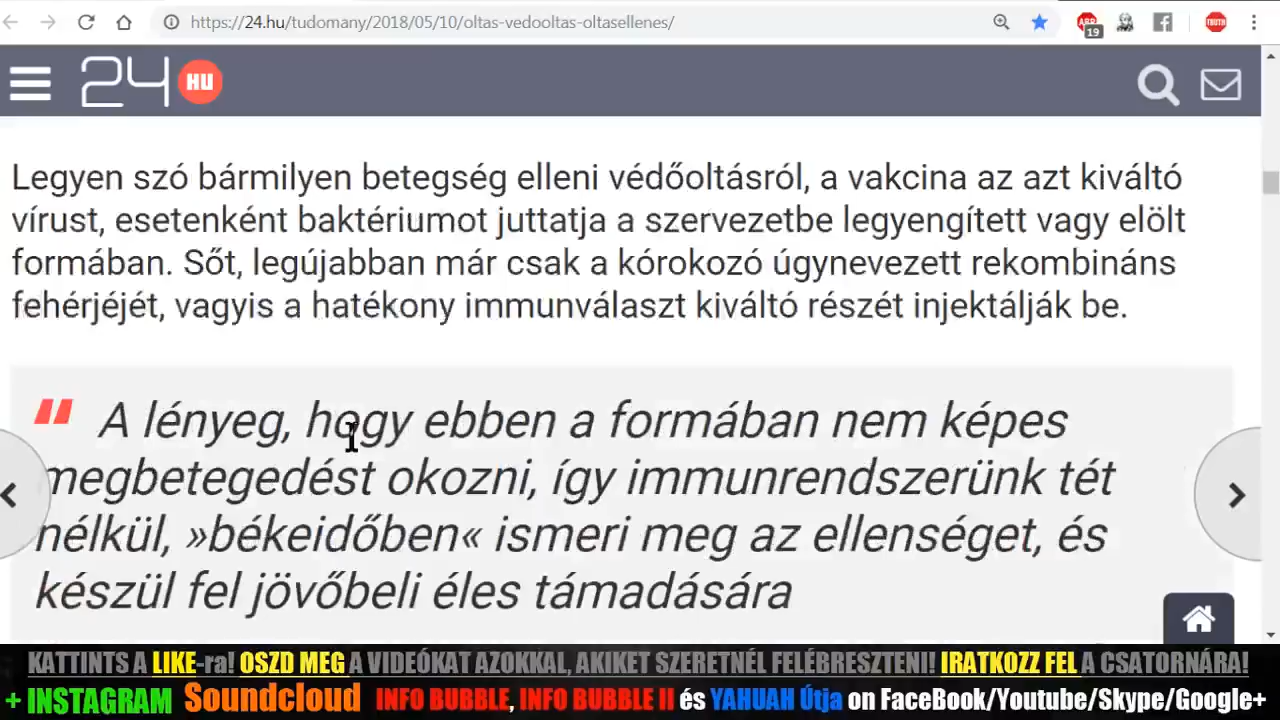 https://24.hu/tudomany/2018/05/10/oltas-vedooltas-oltasellenes/
ABP
19
TRUTH
24 HU
Legyen szó bármilyen betegség elleni védőoltásról, a vakcina az azt kiváltó
vírust, esetenként baktériumot juttatja a szervezetbe legyengített vagy elölt
formában. Sőt, legújabban már csak a kórokozó úgynevezett rekombináns
fehérjéjét, vagyis a hatékony immunválaszt kiváltó részét injektálják be.
" A lényeg, hogy ebben a formában nem képes
megbetegedést okozni, így immunrendszerünk tét
nélkül, »békeidőben« ismeri meg az ellenséget, és
készül fel jövőbeli éles támadására
KATTINTS A LIKE-ra! OSZD MEG A VIDEÓKAT AZOKKAL, AKIKET SZERETNÉL FELÉBRESZTENI! IRATKOZZ FEL A CSATORNÁRA!
+ INSTAGRAM Soundcloud INFO BUBBLE, INFO BUBBLE II és YAHUAH Útja on FaceBook/Youtube/Skype/Google+